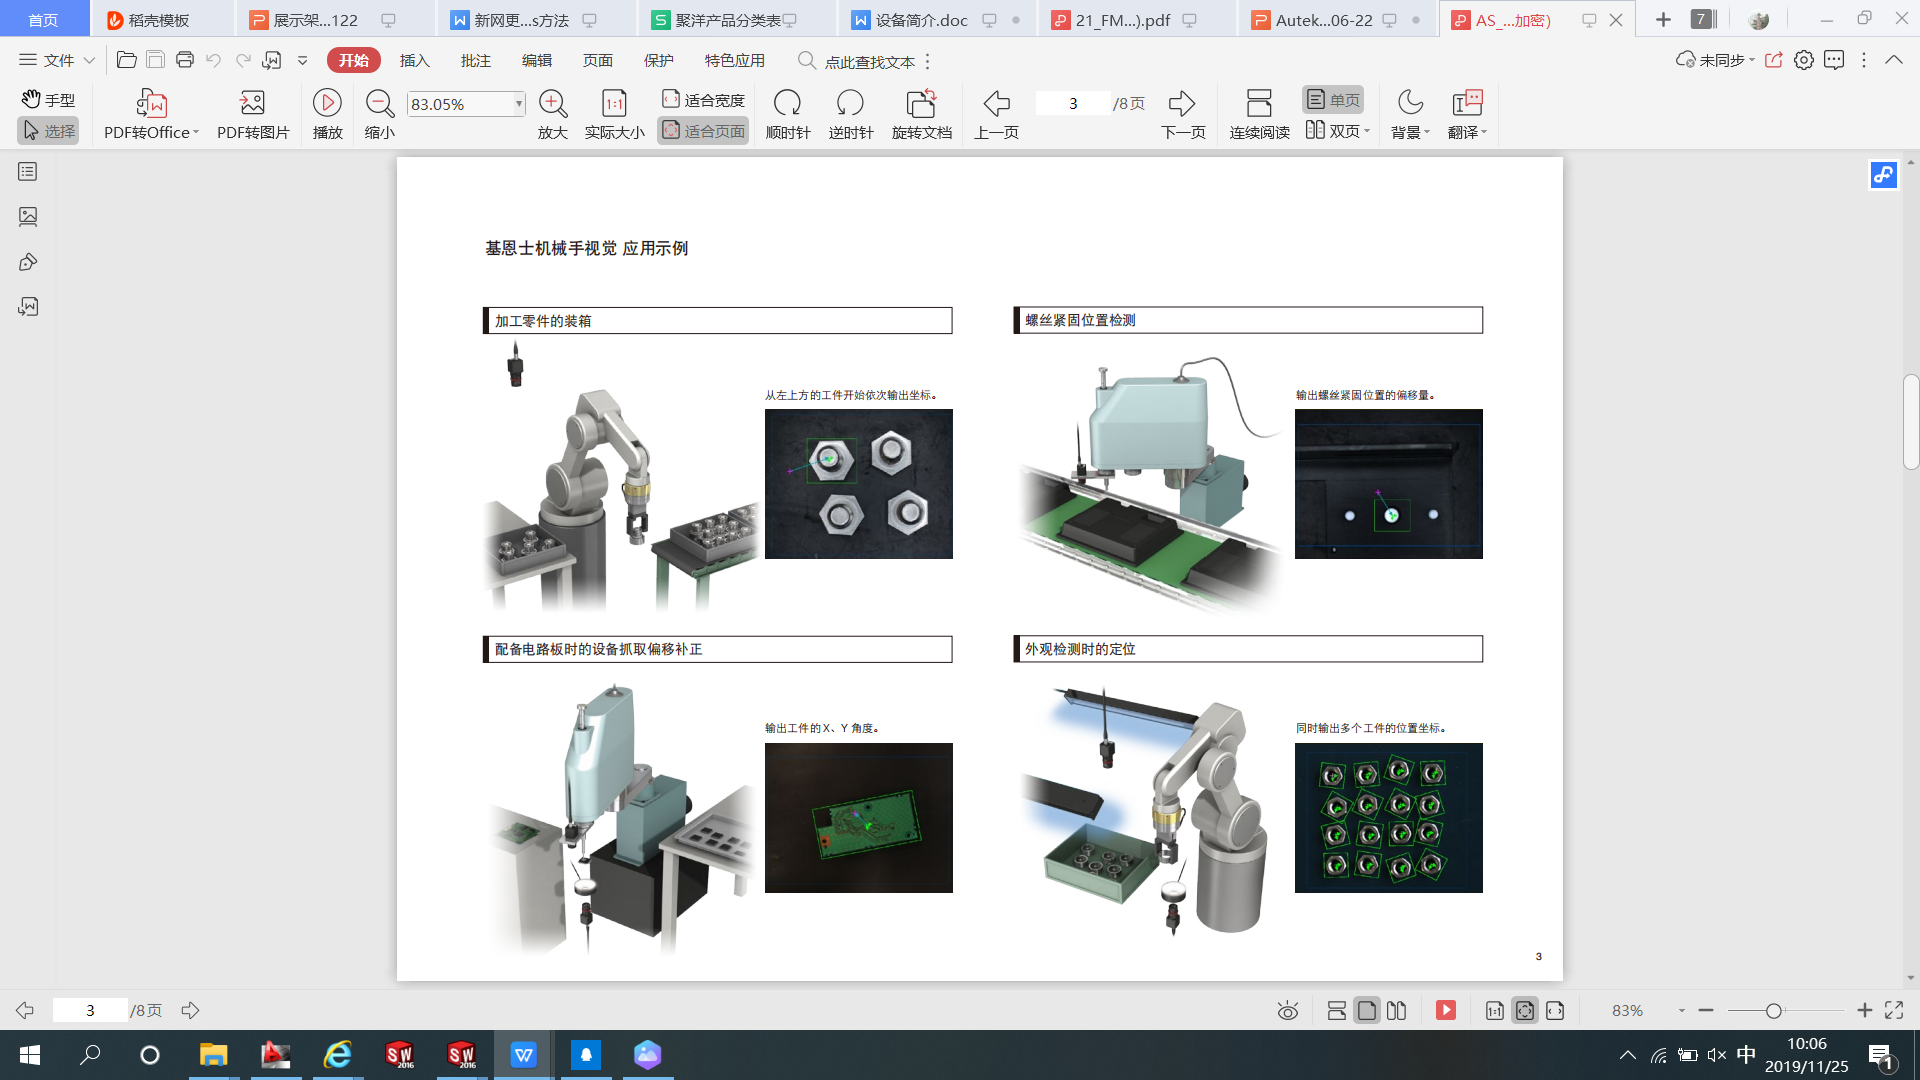 首页
稻壳模板
展示架...122
新网更...s方法
聚洋产品分类表
设备简介.doc
21_FM...).pdf
Autek...06-22
AS_...加密)
7
文件
开始
插入
批注
编辑
页面
保护
特色应用
点此查找文本
未同步
手型
选择
PDF转Office
PDF转图片
播放
缩小
83.05%
放大
1:1
实际大小
适合宽度
适合页面
顺时针
逆时针
旋转文档
上一页
3
/8页
下一页
连续阅读
单页
双页
背景
翻译
基恩士机械手视觉 应用示例
加工零件的装箱
从左上方的工件开始依次输出坐标。
螺丝紧固位置检测
输出螺丝紧固位置的偏移量。
配备电路板时的设备抓取偏移补正
输出工件的 X、Y 角度。
外观检测时的定位
同时输出多个工件的位置坐标。
3
3
/8页
1:1
83%
SW
2016
SW
2016
中
10:06
2019/11/25
1